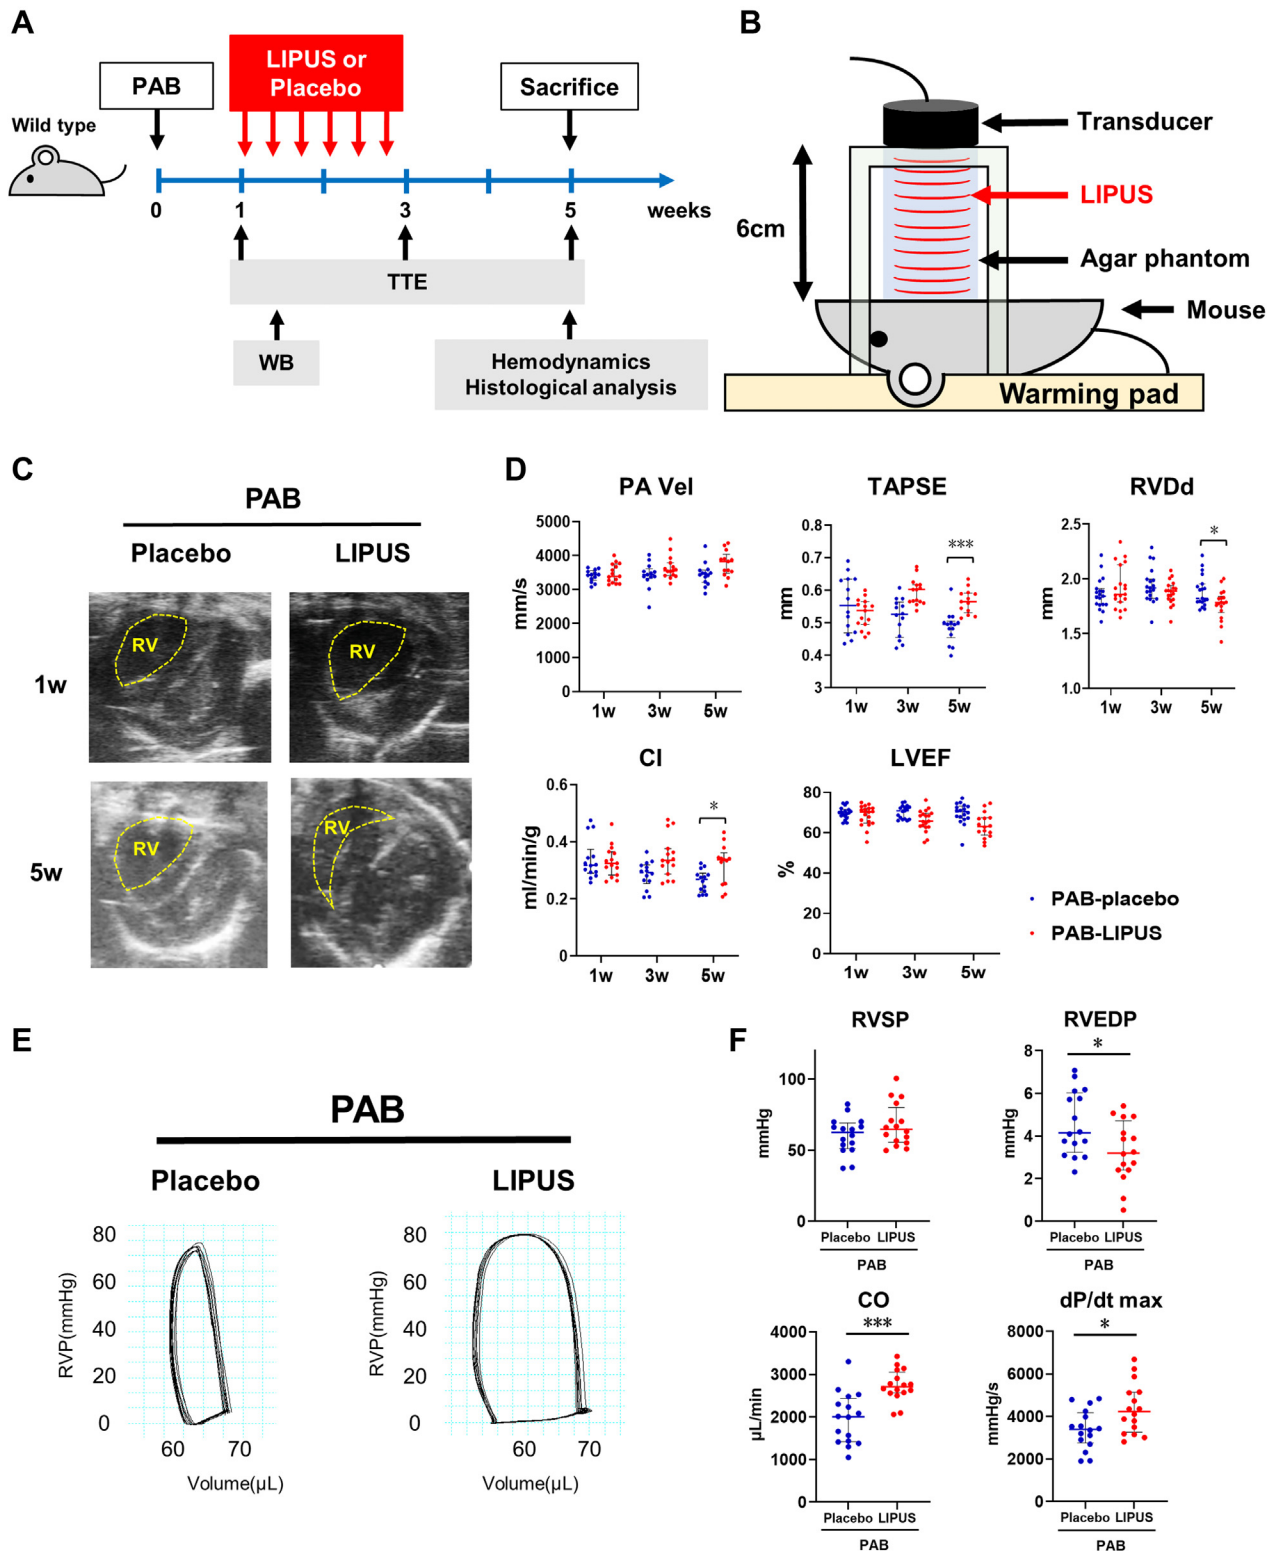 A
B
LIPUS or
Placebo
PAB
Sacrifice
Wild type
0
1
3
5
weeks
TTE
WB
Hemodynamics
Histological analysis
Transducer
LIPUS
6cm
Agar phantom
Mouse
Warming pad
C
PAB
Placebo
LIPUS
1w
RV
RV
5w
RV
RV
D
PA Vel
5000
4000
3000
2000
1000
0
mm/s
1w
3w
5w
TAPSE
0.8
0.7
0.6
0.5
0.4
3
mm
***
1w
3w
5w
RVDd
2.5
2.0
1.5
1.0
mm
*
1w
3w
5w
CI
0.6
0.4
0.2
0
ml/min/g
*
1w
3w
5w
LVEF
80
60
40
20
0
%
1w
3w
5w
PAB-placebo
PAB-LIPUS
E
PAB
Placebo
LIPUS
80
60
40
20
0
RVP(mmHg)
60
70
Volume(μL)
80
60
40
20
0
RVP(mmHg)
60
70
Volume(μL)
F
RVSP
100
50
0
mmHg
Placebo
LIPUS
PAB
RVEDP
*
8
6
4
2
0
mmHg
Placebo
LIPUS
PAB
CO
***
4000
3000
2000
1000
0
μL/min
Placebo
LIPUS
PAB
dP/dt max
*
8000
6000
4000
2000
0
mmHg/s
Placebo
LIPUS
PAB